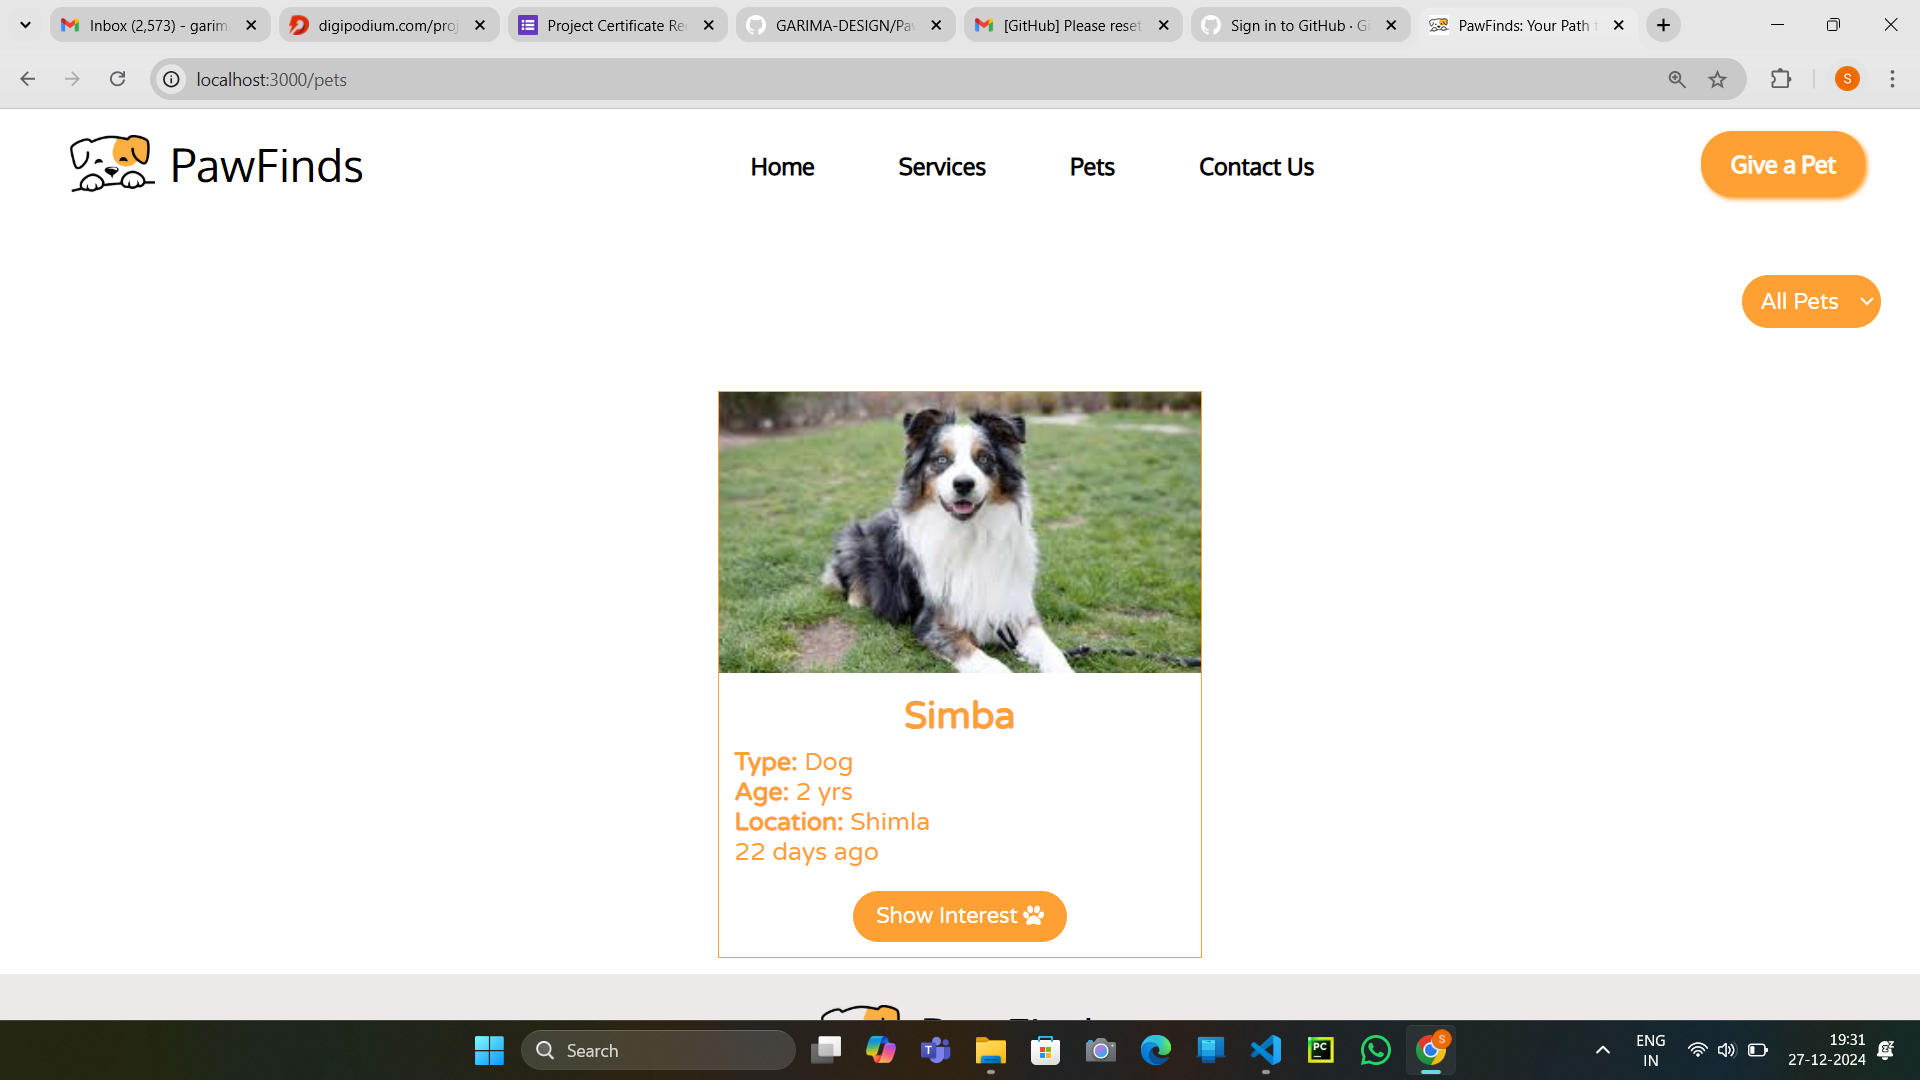 Inbox (2,573) - garim
digipodium.com/proj
Project Certificate Re
GARIMA-DESIGN/Pa
[GitHub] Please reset
Sign in to GitHub · G
PawFinds: Your Path
localhost:3000/pets
S
PawFinds
Home
Services
Pets
Contact Us
Give a Pet
All Pets
Simba
Type: Dog
Age: 2 yrs
Location: Shimla
22 days ago
Show Interest
Search
PC
S
ENG
IN
19:31
27-12-2024